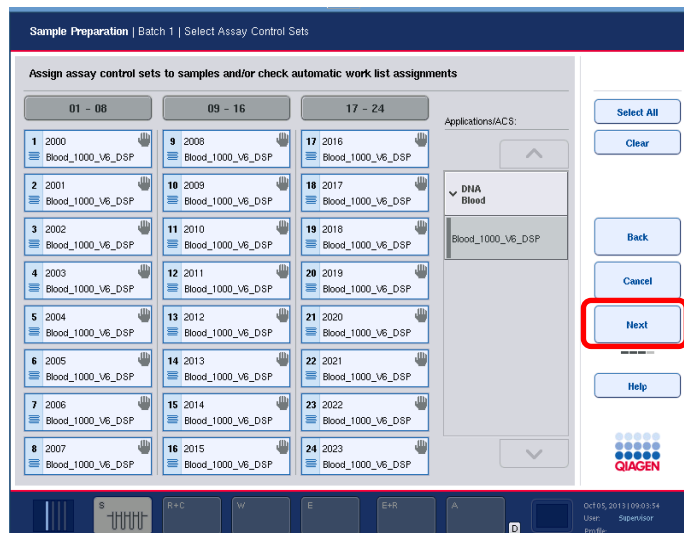 Sample Preparation | Batch 1 | Select Assay Control Sets
Assign assay control sets to samples and/or check automatic work list assignments
01 - 08
09 - 16
17 - 24
Applications/ACS:
1 2000
Blood_1000_V6_DSP
2 2001
Blood_1000_V6_DSP
3 2002
Blood_1000_V6_DSP
4 2003
Blood_1000_V6_DSP
5 2004
Blood_1000_V6_DSP
6 2005
Blood_1000_V6_DSP
7 2006
Blood_1000_V6_DSP
8 2007
Blood_1000_V6_DSP
9 2008
Blood_1000_V6_DSP
10 2009
Blood_1000_V6_DSP
11 2010
Blood_1000_V6_DSP
12 2011
Blood_1000_V6_DSP
13 2012
Blood_1000_V6_DSP
14 2013
Blood_1000_V6_DSP
15 2014
Blood_1000_V6_DSP
16 2015
Blood_1000_V6_DSP
17 2016
Blood_1000_V6_DSP
18 2017
Blood_1000_V6_DSP
19 2018
Blood_1000_V6_DSP
20 2019
Blood_1000_V6_DSP
21 2020
Blood_1000_V6_DSP
22 2021
Blood_1000_V6_DSP
23 2022
Blood_1000_V6_DSP
24 2023
Blood_1000_V6_DSP
DNA
Blood
Blood_1000_V6_DSP
Select All
Clear
Back
Cancel
Next
Help
QIAGEN
S
R+C
W
E
E+R
A
D
Oct 05, 2013 | 09:03:54
User: Supervisor
Profile: